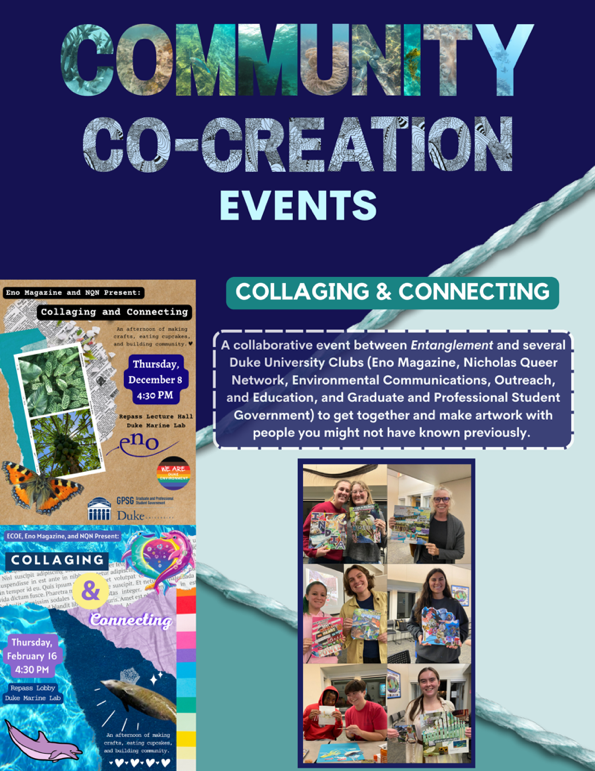 COMMUNITY
CO-CREATION
EVENTS
COLLAGING & CONNECTING
A collaborative event between Entanglement and several
Duke University Clubs (Eno Magazine, Nicholas Queer
Network, Environmental Communications, Outreach,
and Education, and Graduate and Professional Student
Government) to get together and make artwork with
people you might not have known previously.
Eno Magazine and NQN Present:
Collaging and Connecting
An afternoon of making
crafts, eating cupcakes,
and building community. ♥
Thursday,
December 8
4:30 PM
Repass Lecture Hall
Duke Marine Lab
eno
WE ARE
GPSG Graduate and Professional
Student Government
Duke UNIVERSITY
ECOE, Eno Magazine, and NQN Present:
COLLAGING
&
Connecting
Thursday,
February 16
4:30 PM
Repass Lobby
Duke Marine Lab
An afternoon of making
crafts, eating cupcakes,
and building community.